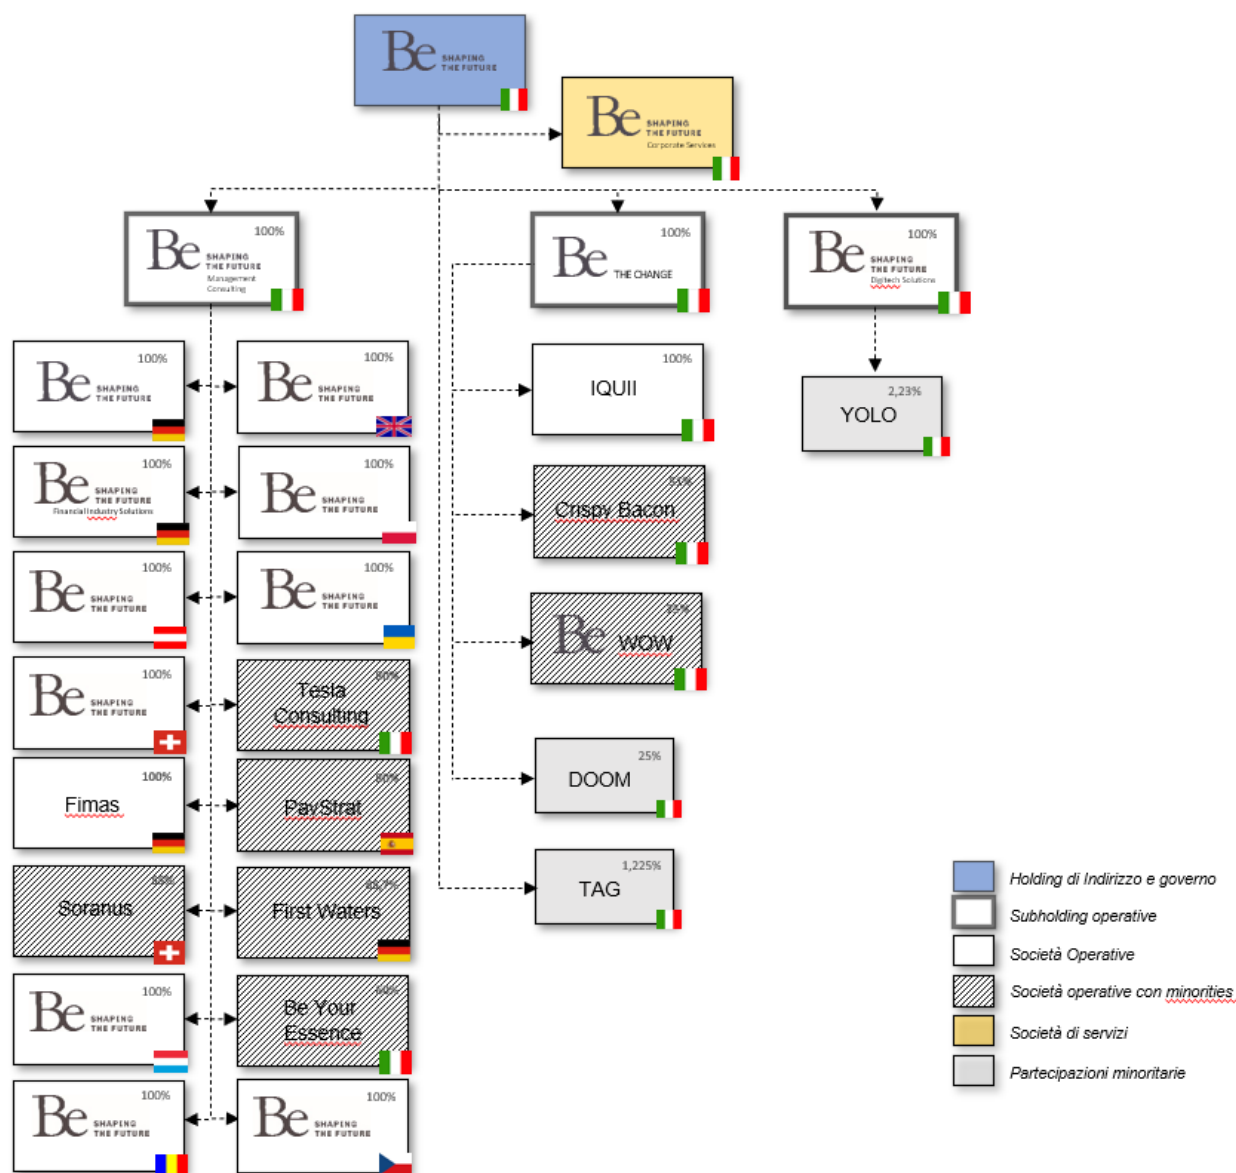 Be SHAPING
THE FUTURE
Be SHAPING
THE FUTURE
Corporate Services
100%
Be SHAPING
THE FUTURE
Management
Consulting
100%
Be THE CHANGE
100%
Be SHAPING
THE FUTURE
Digitech Solutions
100%
Be SHAPING
THE FUTURE
100%
Be SHAPING
THE FUTURE
100%
IQUII
2,23%
YOLO
100%
Be SHAPING
THE FUTURE
Financial Industry Solutions
100%
Be SHAPING
THE FUTURE
51%
Crispy Bacon
100%
Be SHAPING
THE FUTURE
100%
Be SHAPING
THE FUTURE
Be WOW
100%
Be SHAPING
THE FUTURE
Tesla
Consulting
25%
DOOM
100%
Fimas
PayStrat
1,225%
TAG
55%
Soranus
First Waters
100%
Be SHAPING
THE FUTURE
60%
Be Your
Essence
100%
Be SHAPING
THE FUTURE
100%
Be SHAPING
THE FUTURE
Holding di Indirizzo e governo
Subholding operative
Società Operative
Società operative con minorities
Società di servizi
Partecipazioni minoritarie